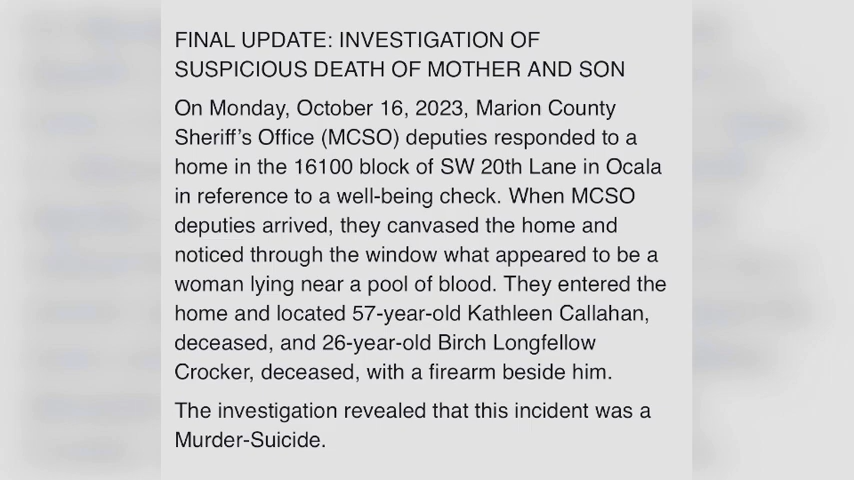 FINAL UPDATE: INVESTIGATION OF
SUSPICIOUS DEATH OF MOTHER AND SON
On Monday, October 16, 2023, Marion County
Sheriff’s Office (MCSO) deputies responded to a
home in the 16100 block of SW 20th Lane in Ocala
in reference to a well-being check. When MCSO
deputies arrived, they canvased the home and
noticed through the window what appeared to be a
woman lying near a pool of blood. They entered the
home and located 57-year-old Kathleen Callahan,
deceased, and 26-year-old Birch Longfellow
Crocker, deceased, with a firearm beside him.
The investigation revealed that this incident was a
Murder-Suicide.